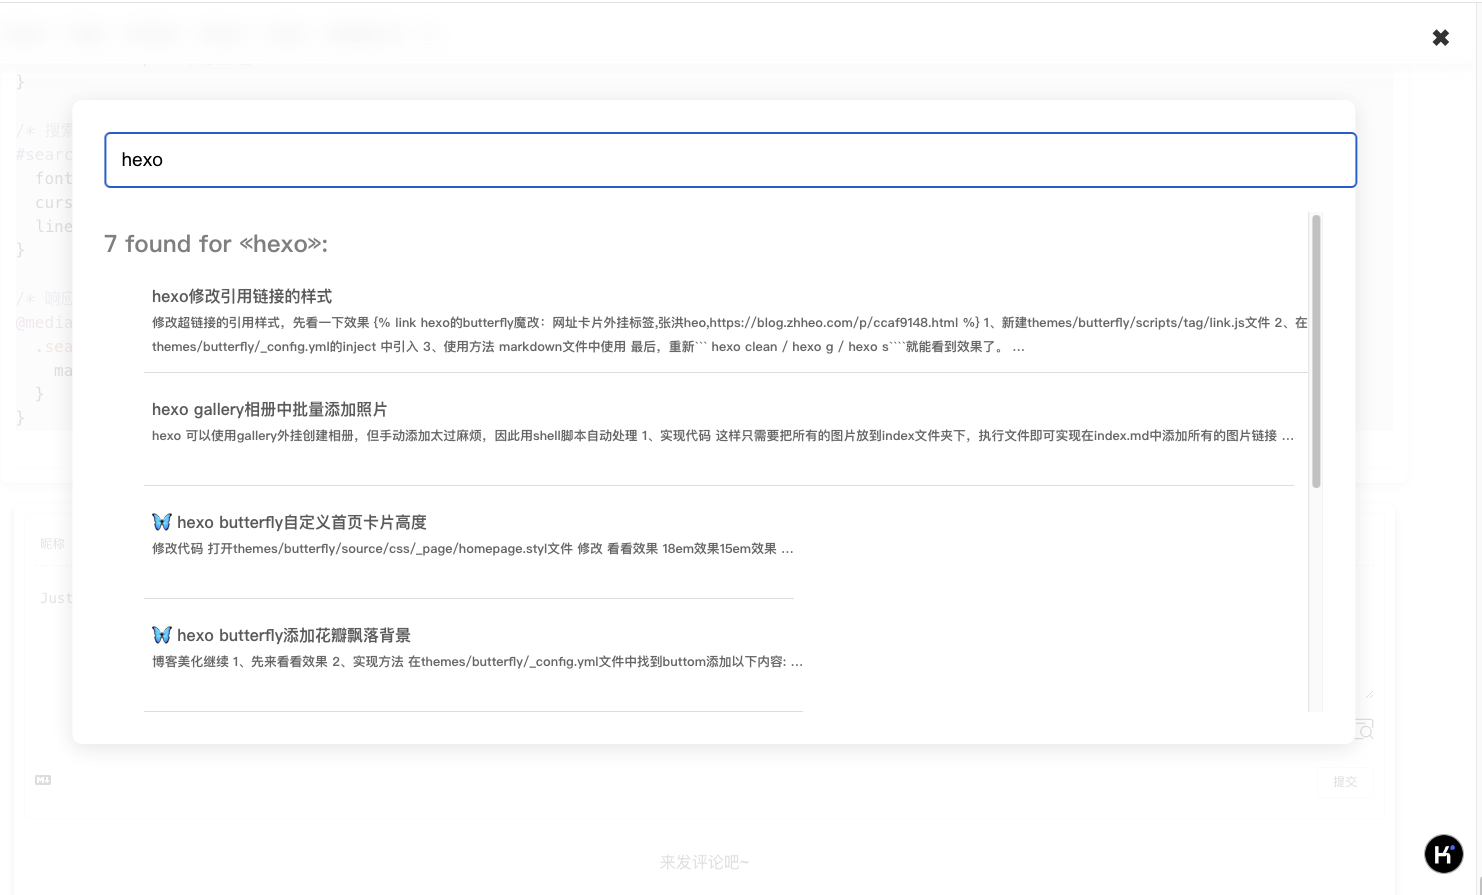 }
/* 搜索
#searc
font
curs
line
}
/* 响应
@media
.sea
ma
}
}
hexo
7 found for «hexo»:
hexo修改引用链接的样式
修改超链接的引用样式，先看一下效果 {% link hexo的butterfly魔改：网址卡片外挂标签,张洪heo,https://blog.zhheo.com/p/ccaf9148.html %} 1、新建themes/butterfly/scripts/tag/link.js文件 2、在
themes/butterfly/_config.yml的inject 中引入 3、使用方法 markdown文件中使用 最后，重新``` hexo clean / hexo g / hexo s````就能看到效果了。 ...
hexo gallery相册中批量添加照片
hexo 可以使用gallery外挂创建相册，但手动添加太过麻烦，因此用shell脚本自动处理 1、实现代码 这样只需要把所有的图片放到index文件夹下，执行文件即可实现在index.md中添加所有的图片链接 ...
🦋 hexo butterfly自定义首页卡片高度
修改代码 打开themes/butterfly/source/css/_page/homepage.styl文件 修改 看看效果 18em效果15em效果 ...
🦋 hexo butterfly添加花瓣飘落背景
博客美化继续 1、先来看看效果 2、实现方法 在themes/butterfly/_config.yml文件中找到buttom添加以下内容: ...
昵称
Just
提交
来发评论吧~